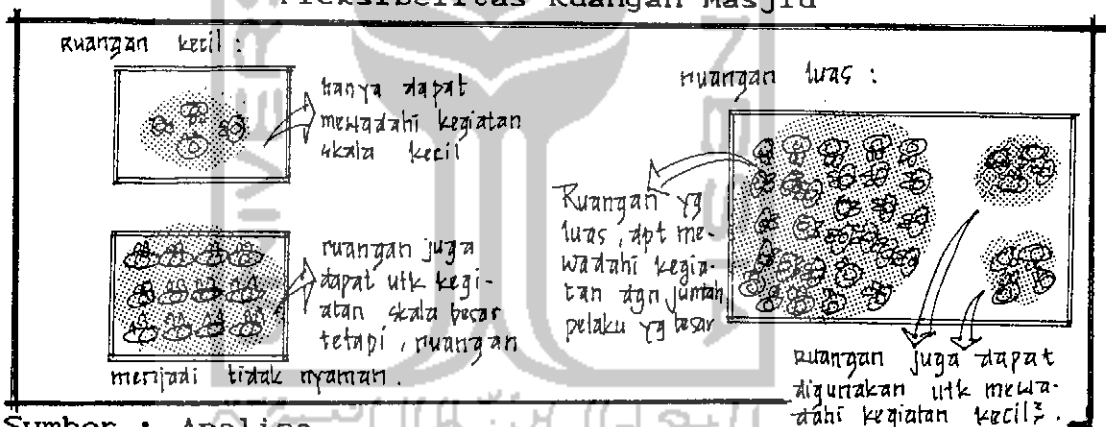 Fleksibelitas Ruangan Masjid
Ruangan kecil :
hanya dapat
mewadahi kegiatan
skala kecil
ruangan juga
dapat utk kegi-
atan skala besar
tetapi, ruangan
menjadi tidak nyaman.
ruangan luas :
Ruangan yg
luas, dpt me-
wadahi kegia-
tan dgn jumlah
pelaku yg besar
Ruangan juga dapat
digunakan utk mewa-
dahi kegiatan kecil².
Sumber : Analisa